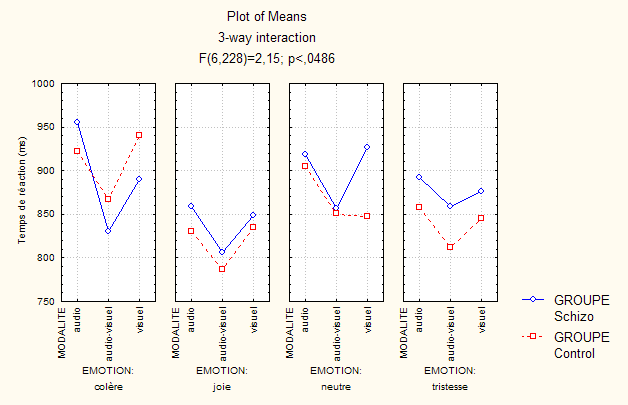 Plot of Means
3-way interaction
F(6,228)=2,15; p<,0486
Temps de réaction (ms)
1000
950
900
850
800
750
MODALITE audio audio-visuel visuel
EMOTION:
colère
MODALITE audio audio-visuel visuel
EMOTION:
joie
MODALITE audio audio-visuel visuel
EMOTION:
neutre
MODALITE audio audio-visuel visuel
EMOTION:
tristesse
GROUPE
Schizo
GROUPE
Control